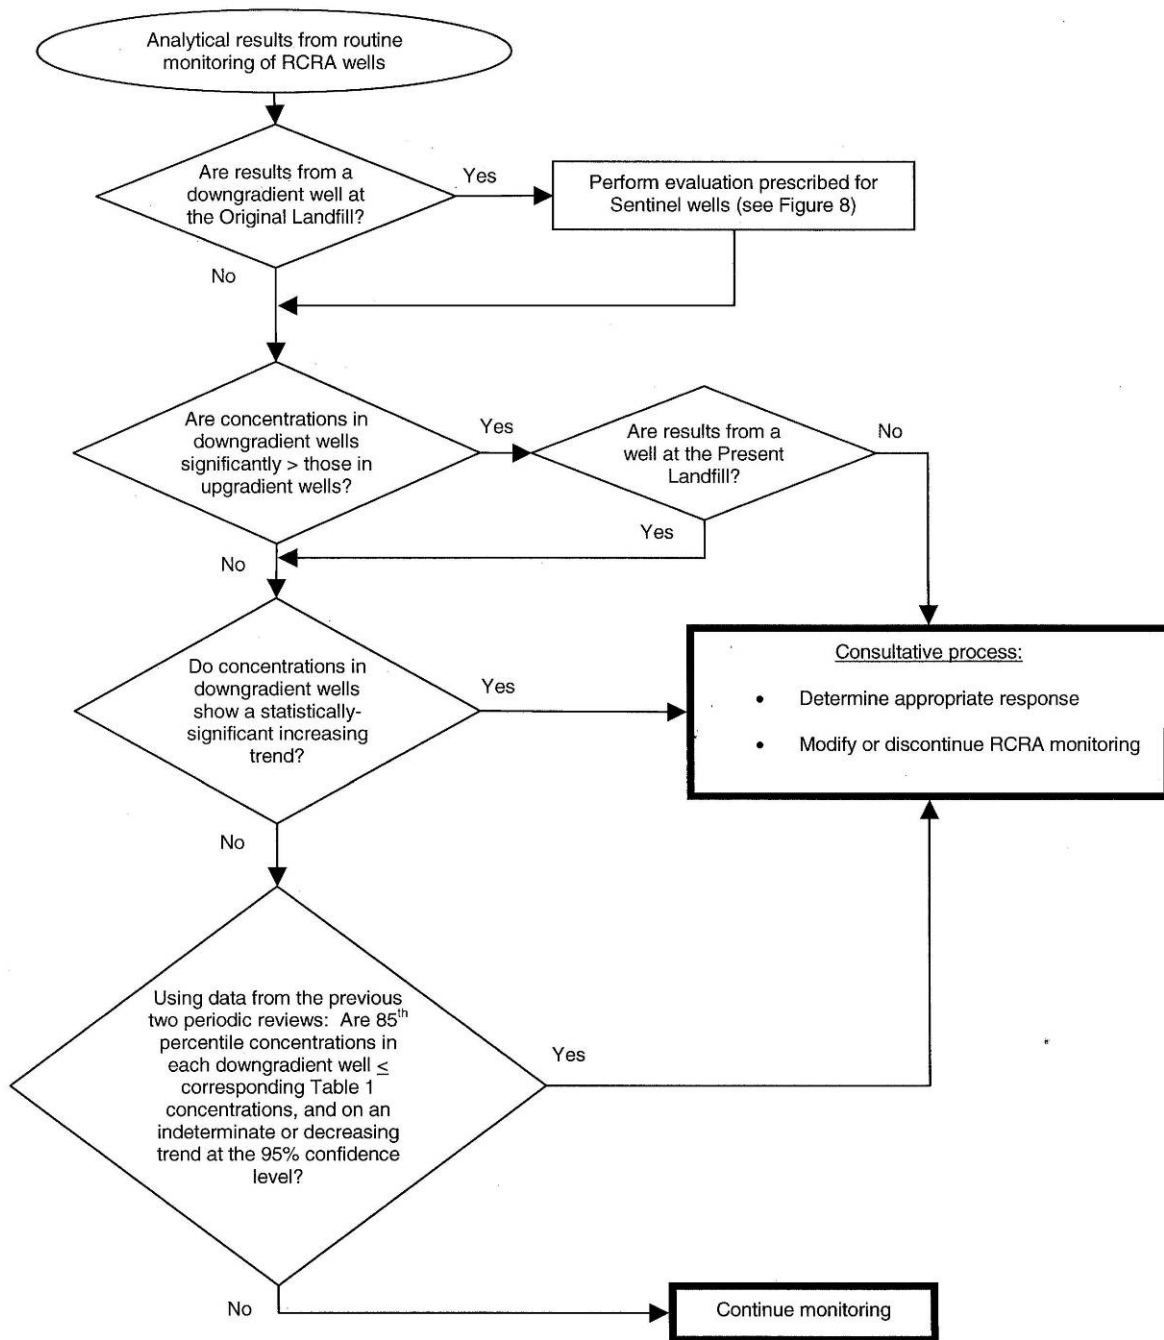 Analytical results from routine
monitoring of RCRA wells
Are results from a
downgradient well at
the Original Landfill?
Yes
Perform evaluation prescribed for
Sentinel wells (see Figure 8)
No
Are concentrations in
downgradient wells
significantly > those in
upgradient wells?
Yes
Are results from a
well at the Present
Landfill?
No
Yes
No
Do concentrations in
downgradient wells
show a statistically-
significant increasing
trend?
Yes
Consultative process:
• Determine appropriate response
• Modify or discontinue RCRA monitoring
No
Using data from the previous
two periodic reviews: Are 85th
percentile concentrations in
each downgradient well ≤
corresponding Table 1
concentrations, and on an
indeterminate or decreasing
trend at the 95% confidence
level?
Yes
No
Continue monitoring